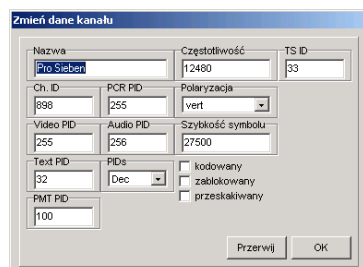 Zmień dane kanału
Nazwa Częstotliwość TS ID
Pro Sieben 12480 33
Ch. ID PCR PID Polaryzacja
898 255 vert
Video PID Audio PID Szybkość symbolu
255 256 27500
Text PID PIDs kodowany
32 Dec zablokowany
przeskakiwany
PMT PID
100
Przerwij OK